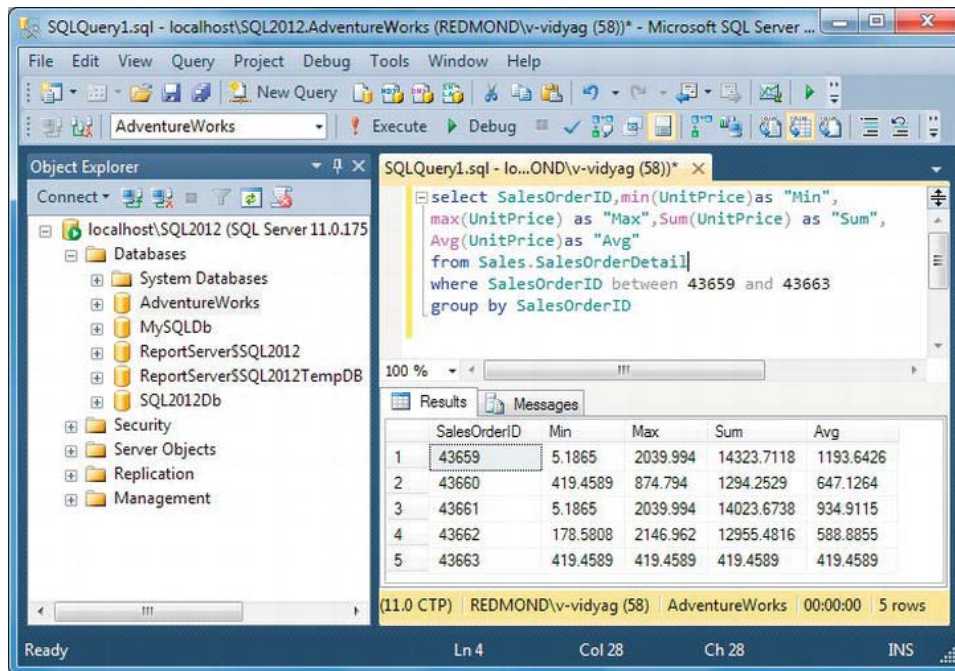 SQLQuery1.sql - localhost\SQL2012.AdventureWorks (REDMOND\v-vidyag (58))* - Microsoft SQL Server ...
File Edit View Query Project Debug Tools Window Help
New Query
AdventureWorks Execute Debug
Object Explorer
Connect
localhost\SQL2012 (SQL Server 11.0.175
Databases
System Databases
AdventureWorks
MySQLDb
ReportServer$SQL2012
ReportServer$SQL2012TempDB
SQL2012Db
Security
Server Objects
Replication
Management
SQLQuery1.sql - lo...OND\v-vidyag (58))*
select SalesOrderID,min(UnitPrice)as "Min",
max(UnitPrice) as "Max",Sum(UnitPrice) as "Sum",
Avg(UnitPrice)as "Avg"
from Sales.SalesOrderDetail
where SalesOrderID between 43659 and 43663
group by SalesOrderID
100 %
Results Messages
SalesOrderID Min Max Sum Avg
1 43659 5.1865 2039.994 14323.7118 1193.6426
2 43660 419.4589 874.794 1294.2529 647.1264
3 43661 5.1865 2039.994 14023.6738 934.9115
4 43662 178.5808 2146.962 12955.4816 588.8855
5 43663 419.4589 419.4589 419.4589 419.4589
(11.0 CTP) REDMOND\v-vidyag (58) AdventureWorks 00:00:00 5 rows
Ready Ln 4 Col 28 Ch 28 INS